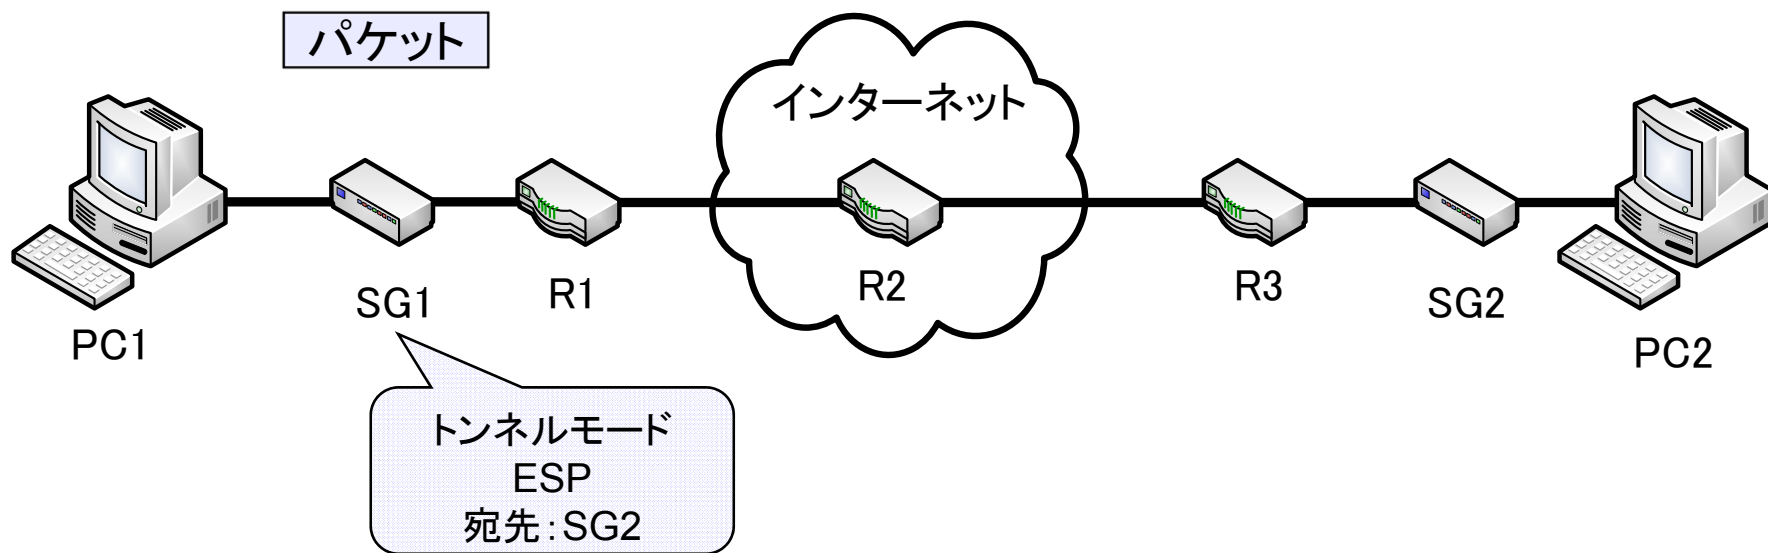 パケット
インターネット
PC1
SG1
R1
R2
R3
SG2
PC2
トンネルモード
ESP
宛先：SG2